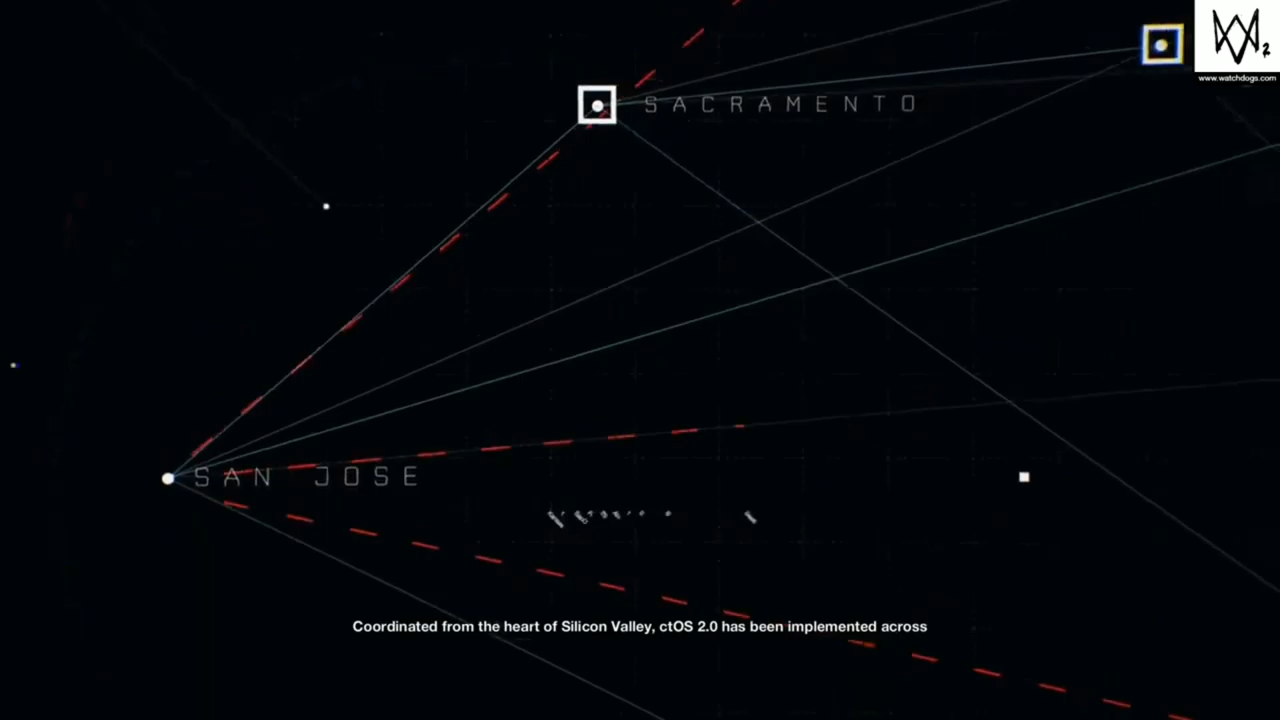 2
www.watchdogs.com
SACRAMENTO
SAN JOSE
Coordinated from the heart of Silicon Valley, ctOS 2.0 has been implemented across